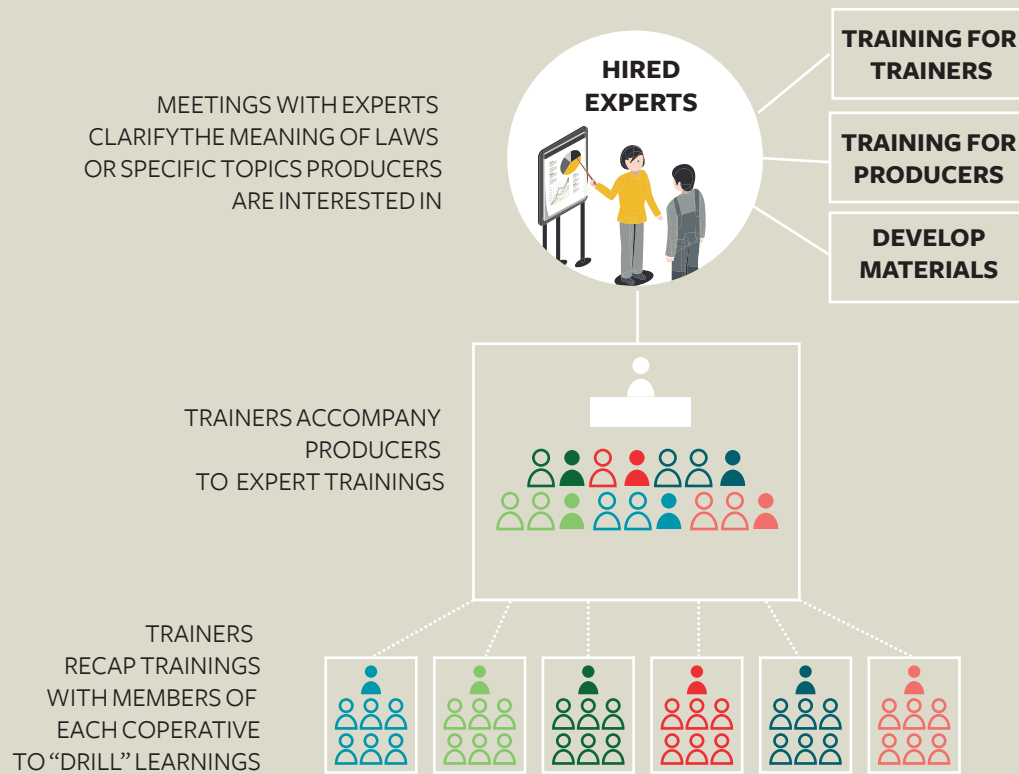 MEETINGS WITH EXPERTS
CLARIFYTHE MEANING OF LAWS
OR SPECIFIC TOPICS PRODUCERS
ARE INTERESTED IN
HIRED
EXPERTS
TRAINING FOR
TRAINERS
TRAINING FOR
PRODUCERS
DEVELOP
MATERIALS
TRAINERS ACCOMPANY
PRODUCERS
TO EXPERT TRAININGS
TRAINERS
RECAP TRAININGS
WITH MEMBERS OF
EACH COPERATIVE
TO “DRILL” LEARNINGS